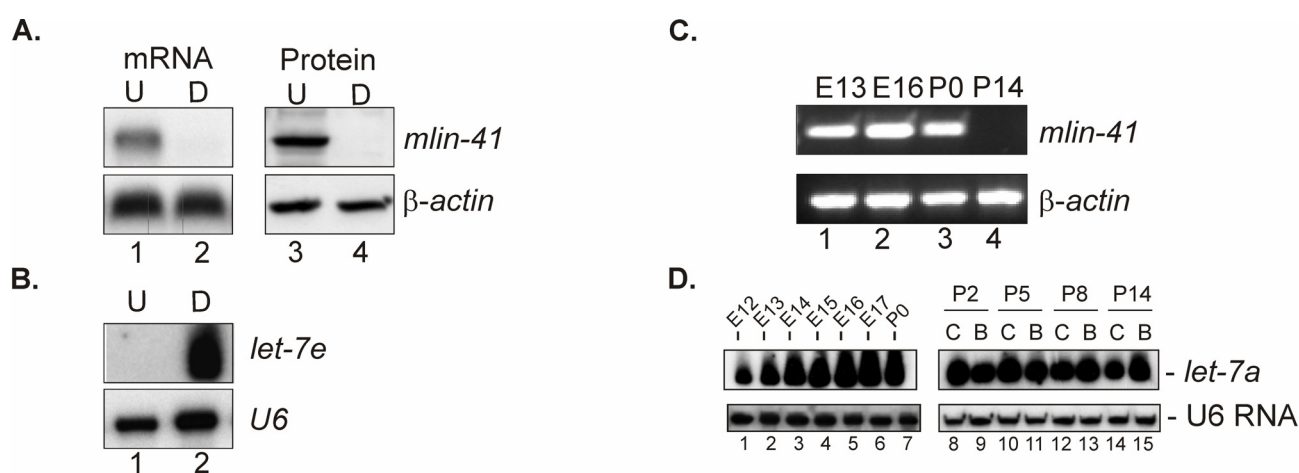 A.
mRNA Protein
U D U D
mlin-41
β-actin
1 2 3 4
B.
U D
let-7e
U6
1 2
C.
E13 E16 P0 P14
mlin-41
β-actin
1 2 3 4
D.
E12 E13 E14 E15 E16 E17 P0
P2 P5 P8 P14
C B C B C B C B
- let-7a
- U6 RNA
1 2 3 4 5 6 7 8 9 10 11 12 13 14 15